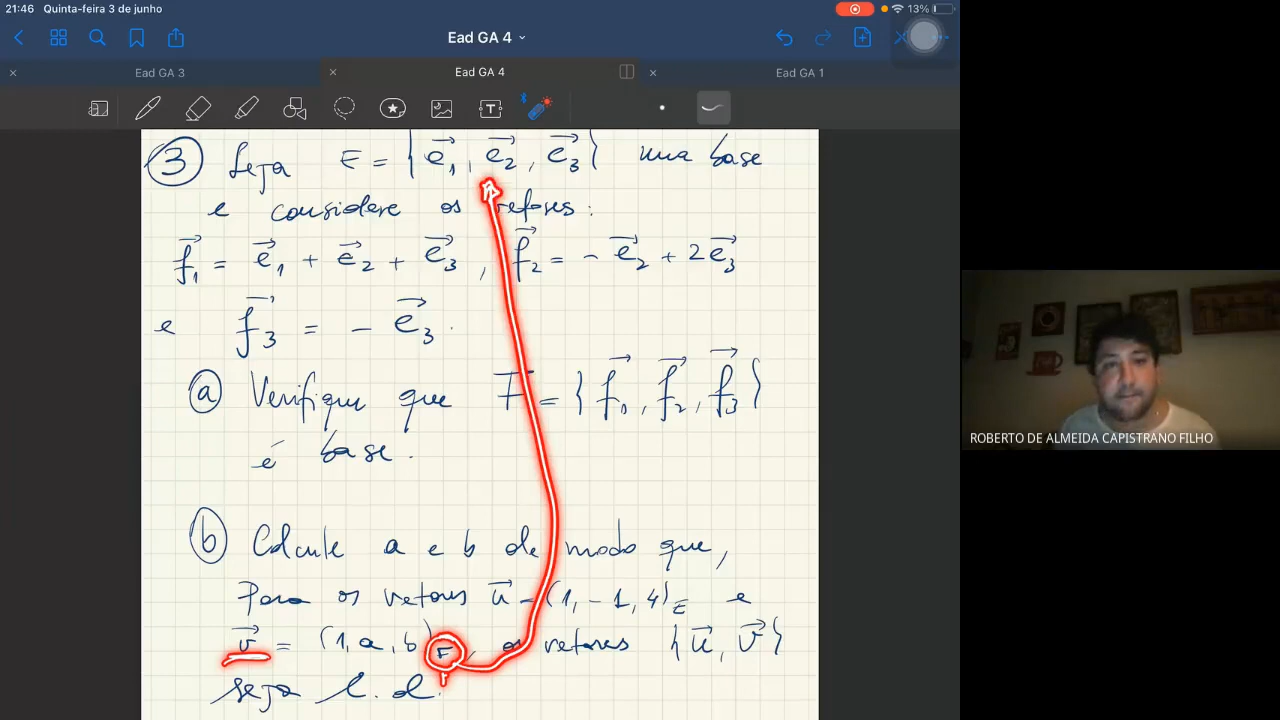 21:46 Quinta-feira 3 de junho 13%
Ead GA 4
Ead GA 3 Ead GA 4 Ead GA 1
③ Seja E = { e⃗₁, e⃗₂, e⃗₃ } uma base
e considere os vetores:
f⃗₁ = e⃗₁ + e⃗₂ + e⃗₃ , f⃗₂ = - e⃗₂ + 2e⃗₃
e f⃗₃ = - e⃗₃.
ⓐ Verifique que F = { f⃗₁, f⃗₂, f⃗₃ }
é base.
ⓑ Calcule a e b de modo que,
Para os vetores u⃗ = (1, -1, 4)E e
v⃗ = (1, a, b)F, os vetores { u⃗, v⃗ }
seja l.d.
ROBERTO DE ALMEIDA CAPISTRANO FILHO